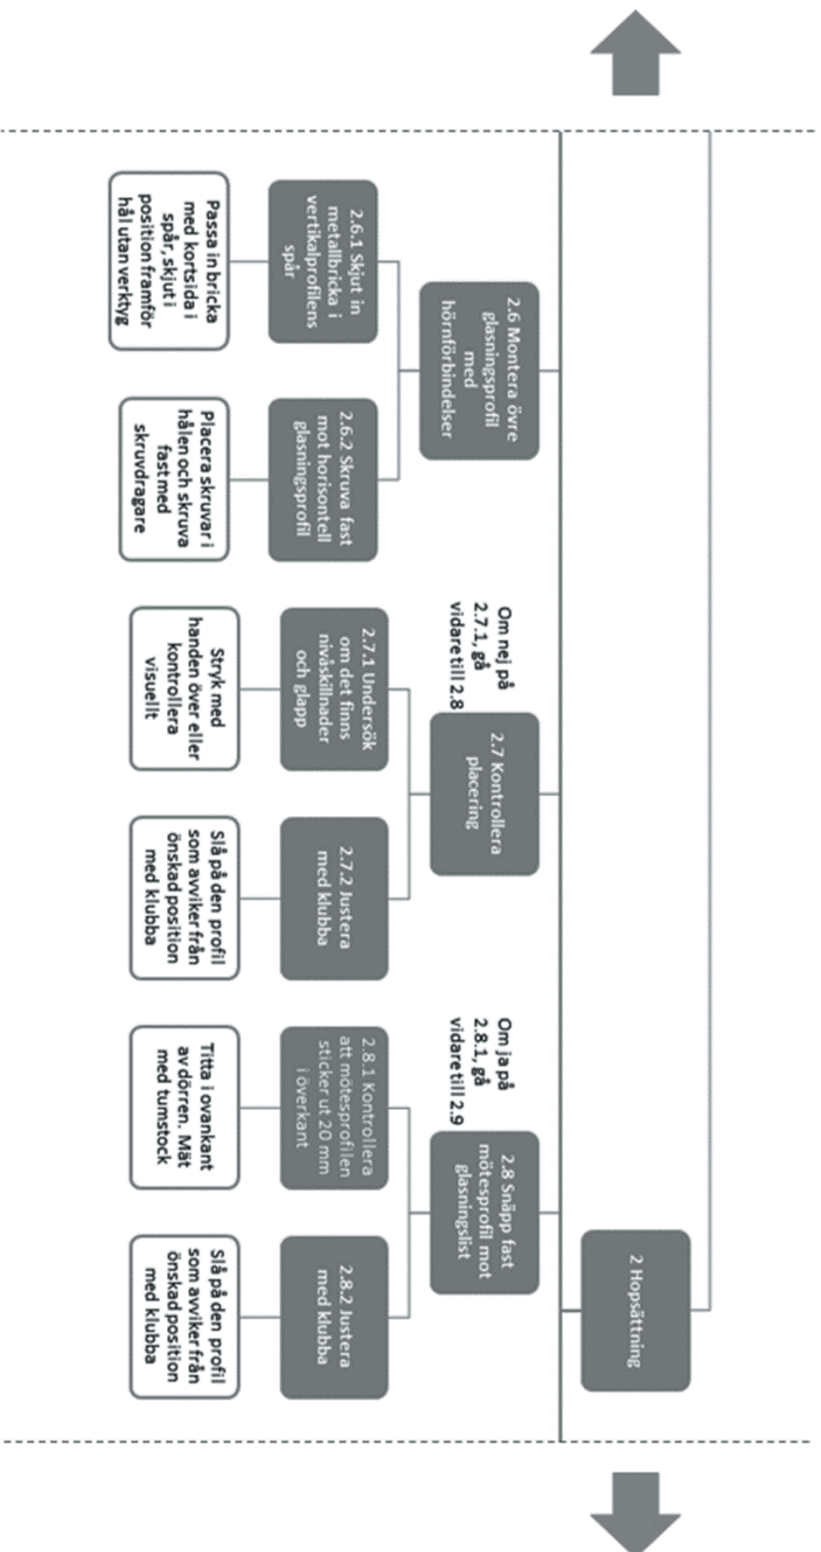 2 Hopsättning
2.6 Montera övre
glasningsprofil
med
hörnförbindelser
Om nej på
2.7.1, gå
vidare till 2.8
2.7 Kontrollera
placering
Om ja på
2.8.1, gå
vidare till 2.9
2.8 Snäpp fast
mötesprofil mot
glasningslist
2.6.1 Skjut in
metallbricka i
vertikalprofilens
spår
2.6.2 Skruva fast
mot horisontell
glasningsprofil
2.7.1 Undersök
om det finns
nivåskillnader
och glapp
2.7.2 Justera
med klubba
2.8.1 Kontrollera
att mötesprofilen
sticker ut 20 mm
i överkant
2.8.2 Justera
med klubba
Passa in bricka
med kortsida i
spår, skjut i
position framför
hål utan verktyg
Placera skruvar i
hålen och skruva
fast med
skruvdragare
Stryk med
handen över eller
kontrollera
visuellt
Slå på den profil
som avviker från
önskad position
med klubba
Titta i ovankant
av dörren. Mät
med tumstock
Slå på den profil
som avviker från
önskad position
med klubba